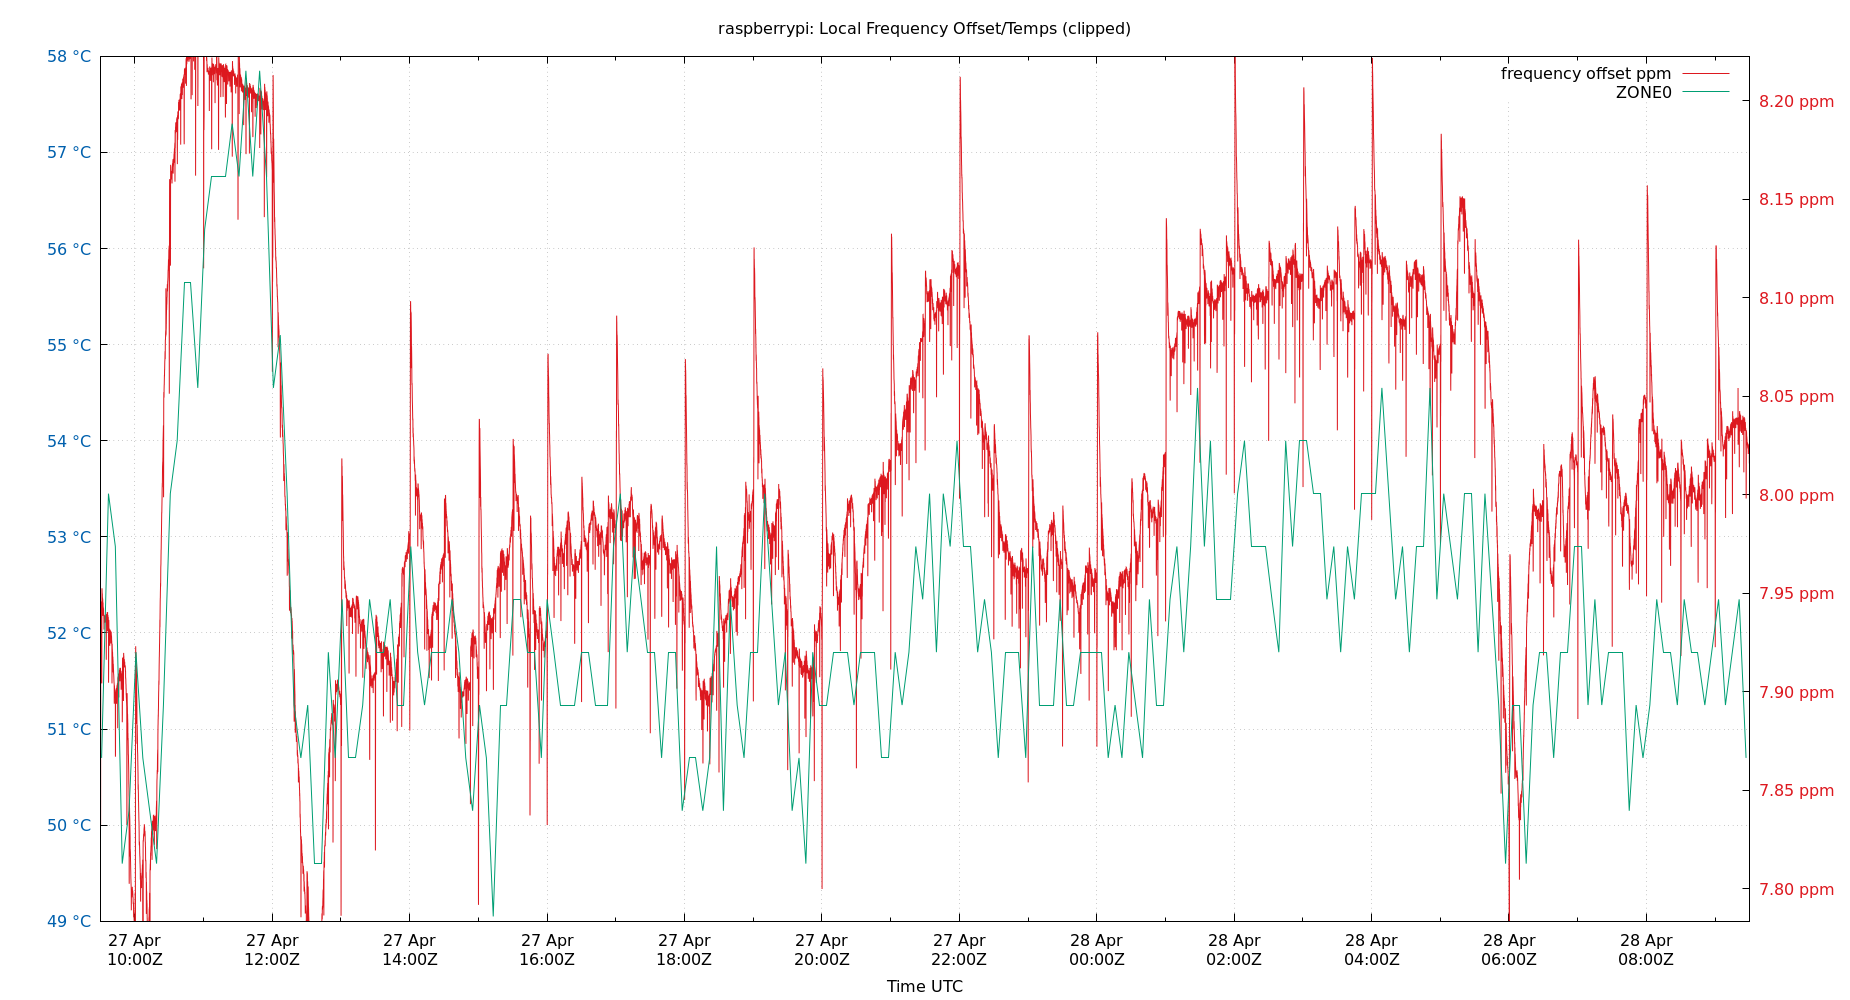 raspberrypi: Local Frequency Offset/Temps (clipped)
frequency offset ppm
ZONE0
58 °C
57 °C
56 °C
55 °C
54 °C
53 °C
52 °C
51 °C
50 °C
49 °C
8.20 ppm
8.15 ppm
8.10 ppm
8.05 ppm
8.00 ppm
7.95 ppm
7.90 ppm
7.85 ppm
7.80 ppm
27 Apr
10:00Z
27 Apr
12:00Z
27 Apr
14:00Z
27 Apr
16:00Z
27 Apr
18:00Z
27 Apr
20:00Z
27 Apr
22:00Z
28 Apr
00:00Z
28 Apr
02:00Z
28 Apr
04:00Z
28 Apr
06:00Z
28 Apr
08:00Z
Time UTC